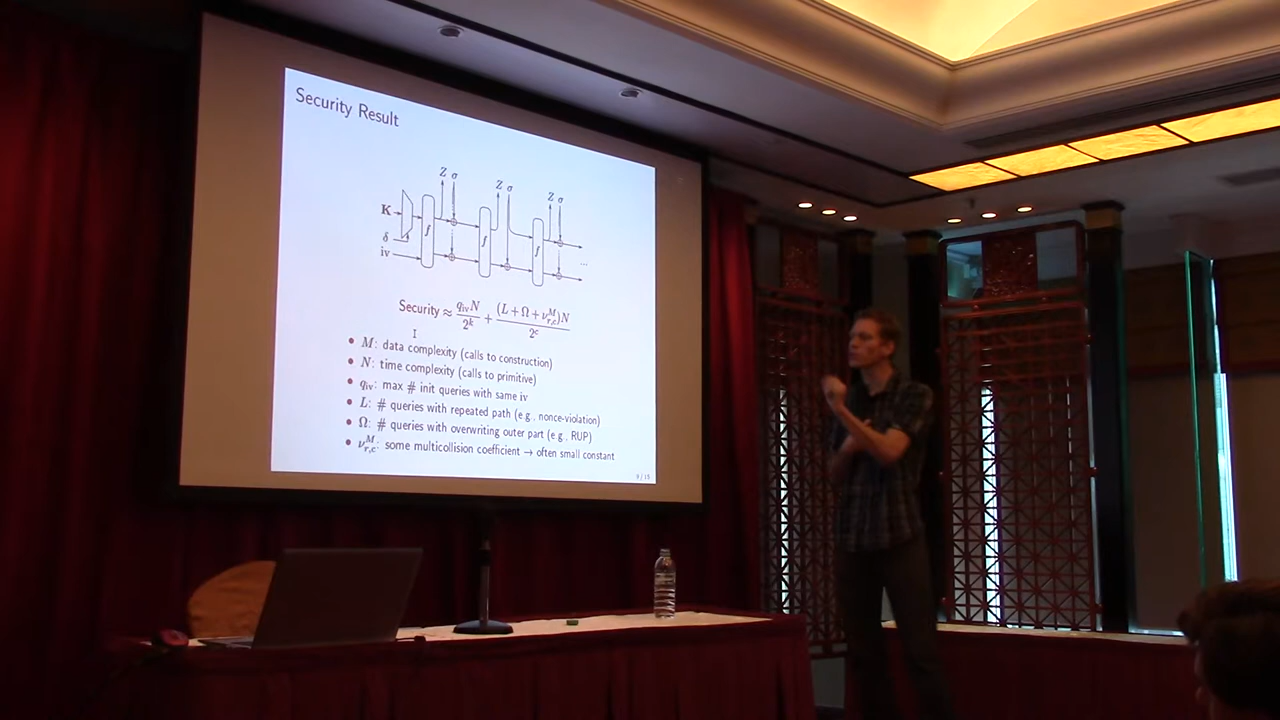 Security Result
Z σ Z σ Z σ
K
δ
iv
f f f
...
Security ≈ q_iv N / 2^k + (L + Ω + ν_{r,c}^M) N / 2^c
• M: data complexity (calls to construction)
• N: time complexity (calls to primitive)
• q_iv: max # init queries with same iv
• L: # queries with repeated path (e.g., nonce-violation)
• Ω: # queries with overwriting outer part (e.g., RUP)
• ν_{r,c}^M: some multicollision coefficient → often small constant